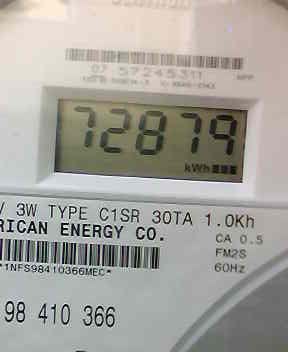 07 57245311
72879
kWh
V 3W TYPE C1SR 30TA 1.0Kh
RICAN ENERGY CO.
CA 0.5
FM2S
60Hz
*1NFS98410366MEC*
98 410 366